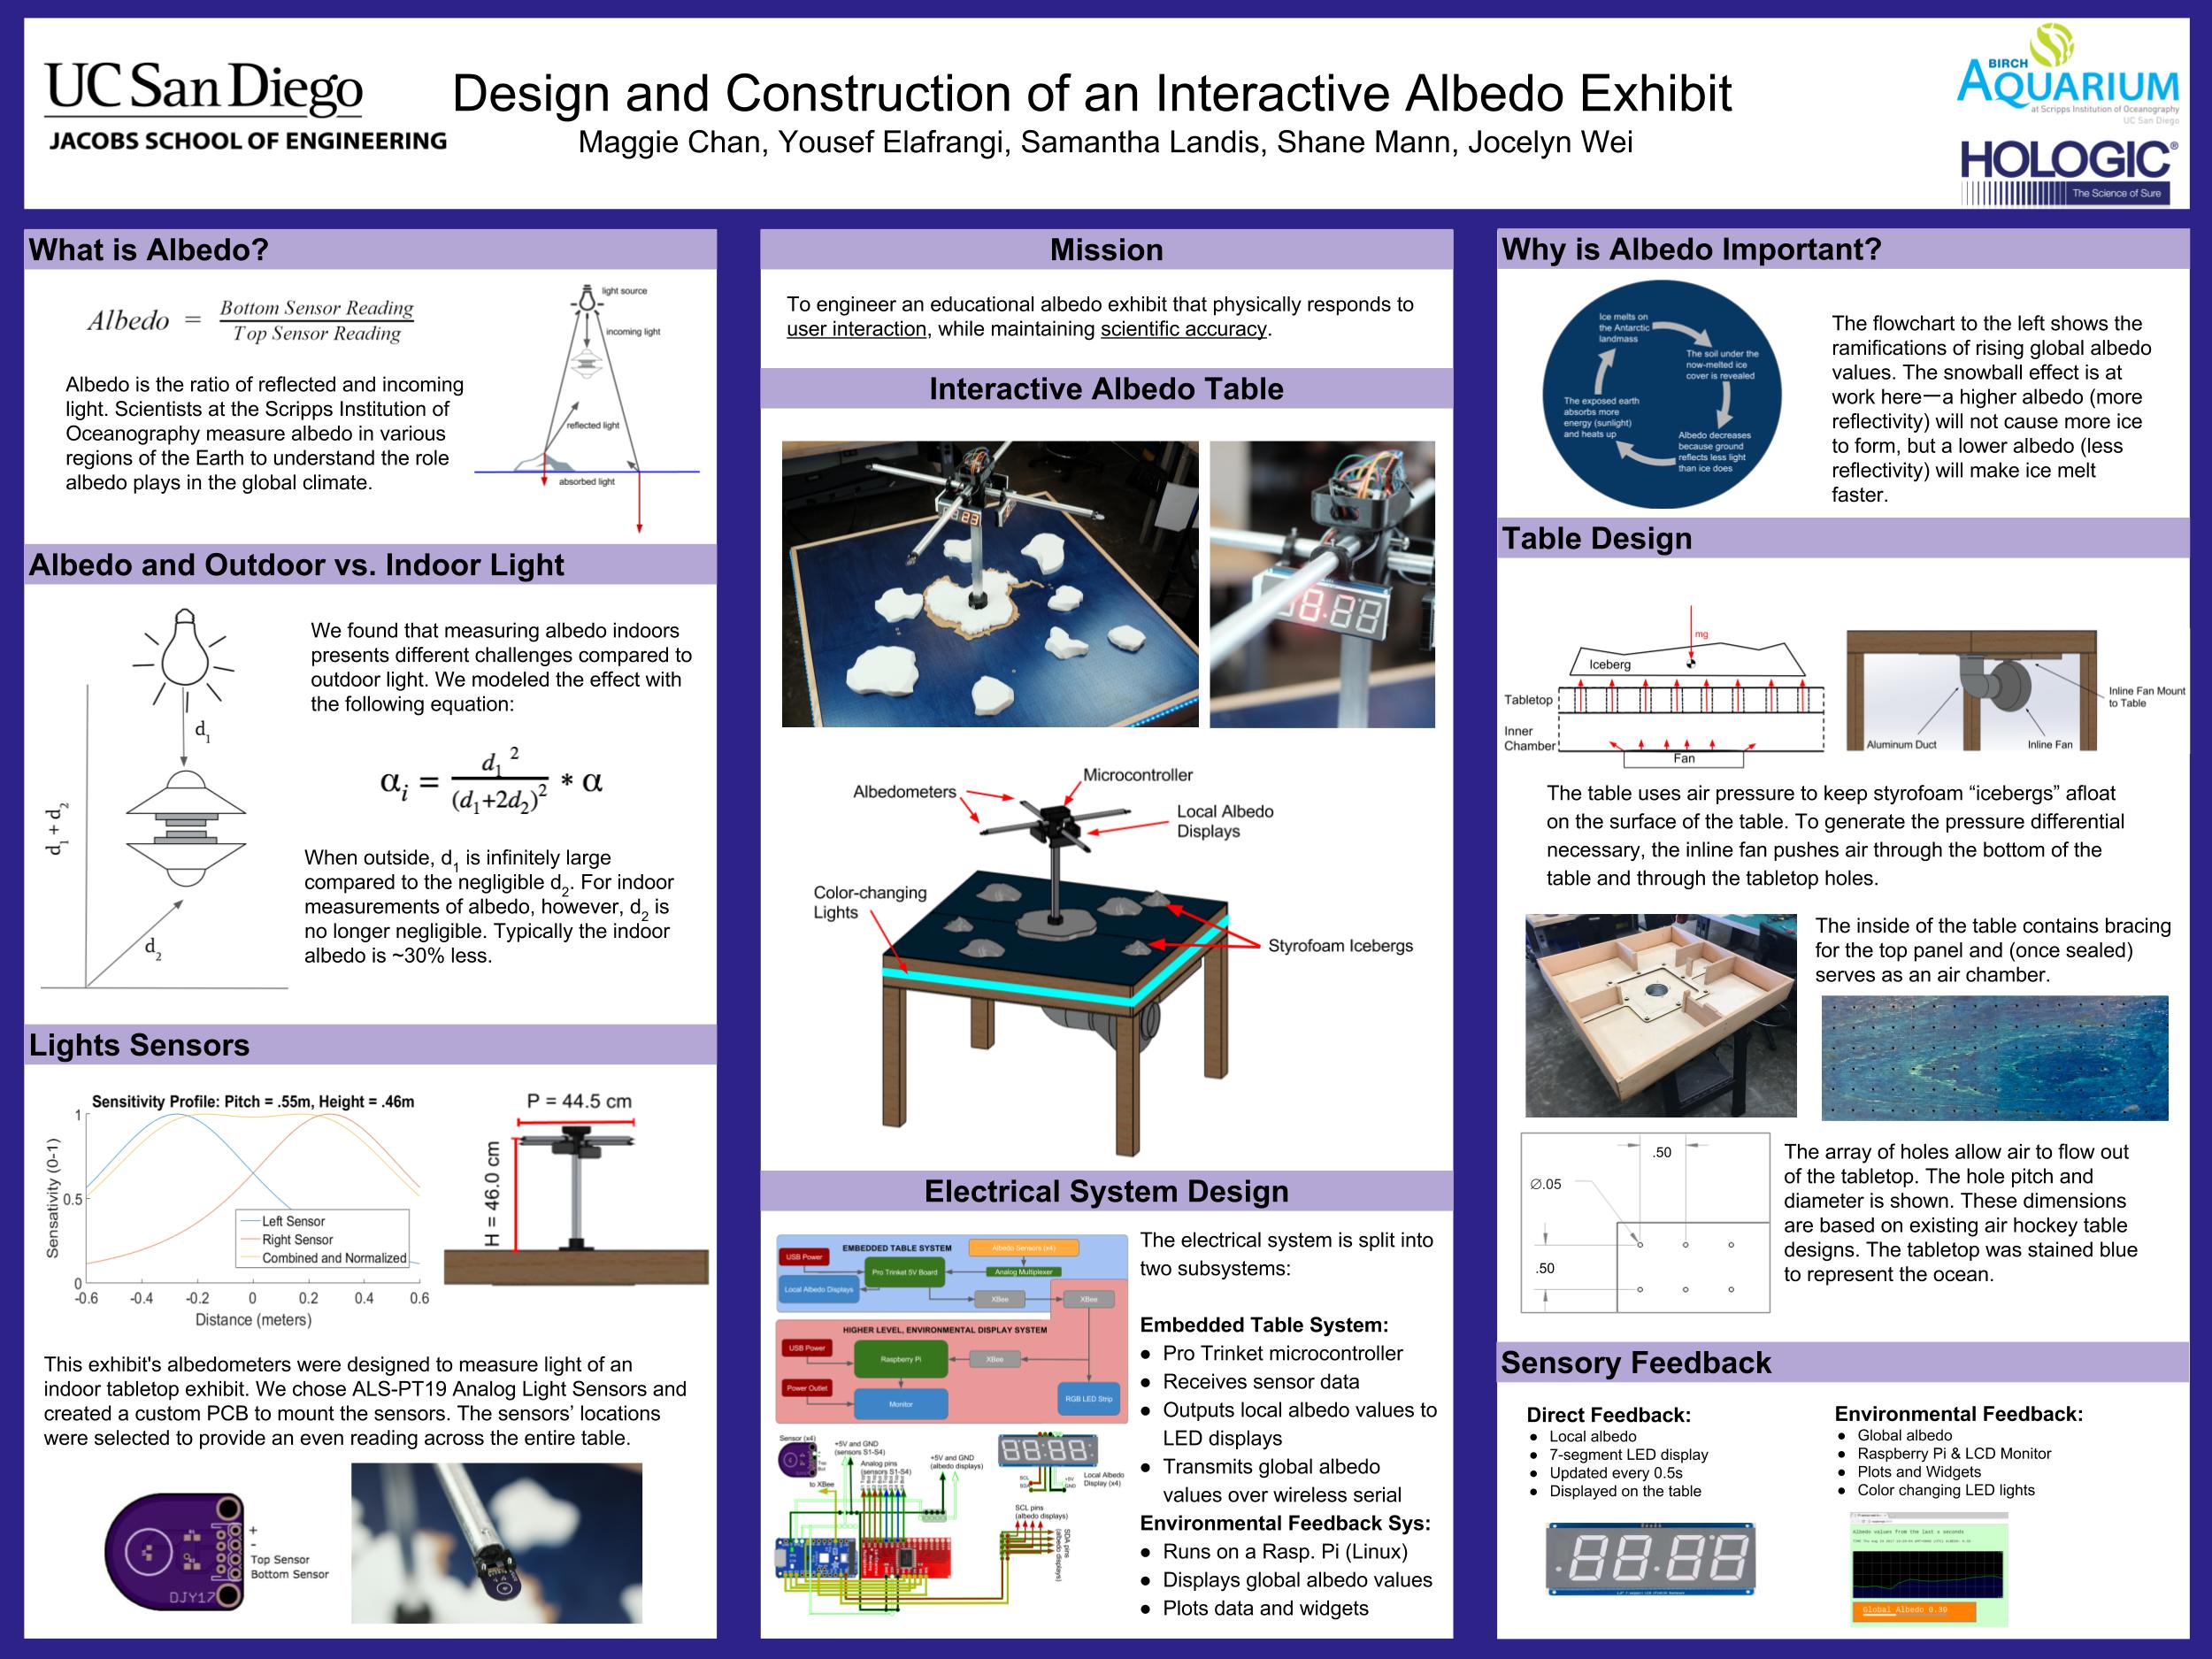 UC San Diego
JACOBS SCHOOL OF ENGINEERING
Design and Construction of an Interactive Albedo Exhibit
Maggie Chan, Yousef Elafrangi, Samantha Landis, Shane Mann, Jocelyn Wei
BIRCH
AQUARIUM
at Scripps Institution of Oceanography
UC San Diego
HOLOGIC®
The Science of Sure
What is Albedo?
Albedo = Bottom Sensor Reading
Top Sensor Reading
light source
incoming light
reflected light
absorbed light
Albedo is the ratio of reflected and incoming
light. Scientists at the Scripps Institution of
Oceanography measure albedo in various
regions of the Earth to understand the role
albedo plays in the global climate.
Albedo and Outdoor vs. Indoor Light
d1
d1 + d2
d2
We found that measuring albedo indoors
presents different challenges compared to
outdoor light. We modeled the effect with
the following equation:
αi = d1 2 / (d1+2d2)2 * α
When outside, d1 is infinitely large
compared to the negligible d2. For indoor
measurements of albedo, however, d2 is
no longer negligible. Typically the indoor
albedo is ~30% less.
Lights Sensors
Sensitivity Profile: Pitch = .55m, Height = .46m
Sensativity (0-1)
1
0.5
0
Left Sensor
Right Sensor
Combined and Normalized
-0.6 -0.4 -0.2 0 0.2 0.4 0.6
Distance (meters)
P = 44.5 cm
H = 46.0 cm
This exhibit's albedometers were designed to measure light of an
indoor tabletop exhibit. We chose ALS-PT19 Analog Light Sensors and
created a custom PCB to mount the sensors. The sensors’ locations
were selected to provide an even reading across the entire table.
+
-
Top Sensor
Bottom Sensor
DJY17
Mission
To engineer an educational albedo exhibit that physically responds to
user interaction, while maintaining scientific accuracy.
Interactive Albedo Table
Albedometers
Microcontroller
Local Albedo
Displays
Color-changing
Lights
Styrofoam Icebergs
Electrical System Design
EMBEDDED TABLE SYSTEM
USB Power
Albedo Sensors (x4)
Pro Trinket 5V Board
Analog Multiplexer
Local Albedo Displays
XBee
XBee
HIGHER LEVEL, ENVIRONMENTAL DISPLAY SYSTEM
USB Power
Raspberry Pi
XBee
Power Outlet
Monitor
RGB LED Strip
Sensor (x4)
+5V and GND
(sensors S1-S4)
Analog pins
(sensors S1-S4)
to XBee
+5V and GND
(albedo displays)
Local Albedo
Display (x4)
SCL
SDA
+5V
GND
SCL pins
(albedo displays)
SDA pins
(albedo displays)
The electrical system is split into
two subsystems:
Embedded Table System:
● Pro Trinket microcontroller
● Receives sensor data
● Outputs local albedo values to
LED displays
● Transmits global albedo
values over wireless serial
Environmental Feedback Sys:
● Runs on a Rasp. Pi (Linux)
● Displays global albedo values
● Plots data and widgets
Why is Albedo Important?
Ice melts on
the Antarctic
landmass
The soil under the
now-melted ice
cover is revealed
Albedo decreases
because ground
reflects less light
than ice does
The exposed earth
absorbs more
energy (sunlight)
and heats up
The flowchart to the left shows the
ramifications of rising global albedo
values. The snowball effect is at
work here—a higher albedo (more
reflectivity) will not cause more ice
to form, but a lower albedo (less
reflectivity) will make ice melt
faster.
Table Design
mg
Iceberg
Tabletop
Inner
Chamber
Fan
Aluminum Duct
Inline Fan
Inline Fan Mount
to Table
The table uses air pressure to keep styrofoam “icebergs” afloat
on the surface of the table. To generate the pressure differential
necessary, the inline fan pushes air through the bottom of the
table and through the tabletop holes.
The inside of the table contains bracing
for the top panel and (once sealed)
serves as an air chamber.
.50
∅.05
.50
The array of holes allow air to flow out
of the tabletop. The hole pitch and
diameter is shown. These dimensions
are based on existing air hockey table
designs. The tabletop was stained blue
to represent the ocean.
Sensory Feedback
Direct Feedback:
● Local albedo
● 7-segment LED display
● Updated every 0.5s
● Displayed on the table
Environmental Feedback:
● Global albedo
● Raspberry Pi & LCD Monitor
● Plots and Widgets
● Color changing LED lights
88:88
Albedo values from the last x seconds
Global Albedo 0.30